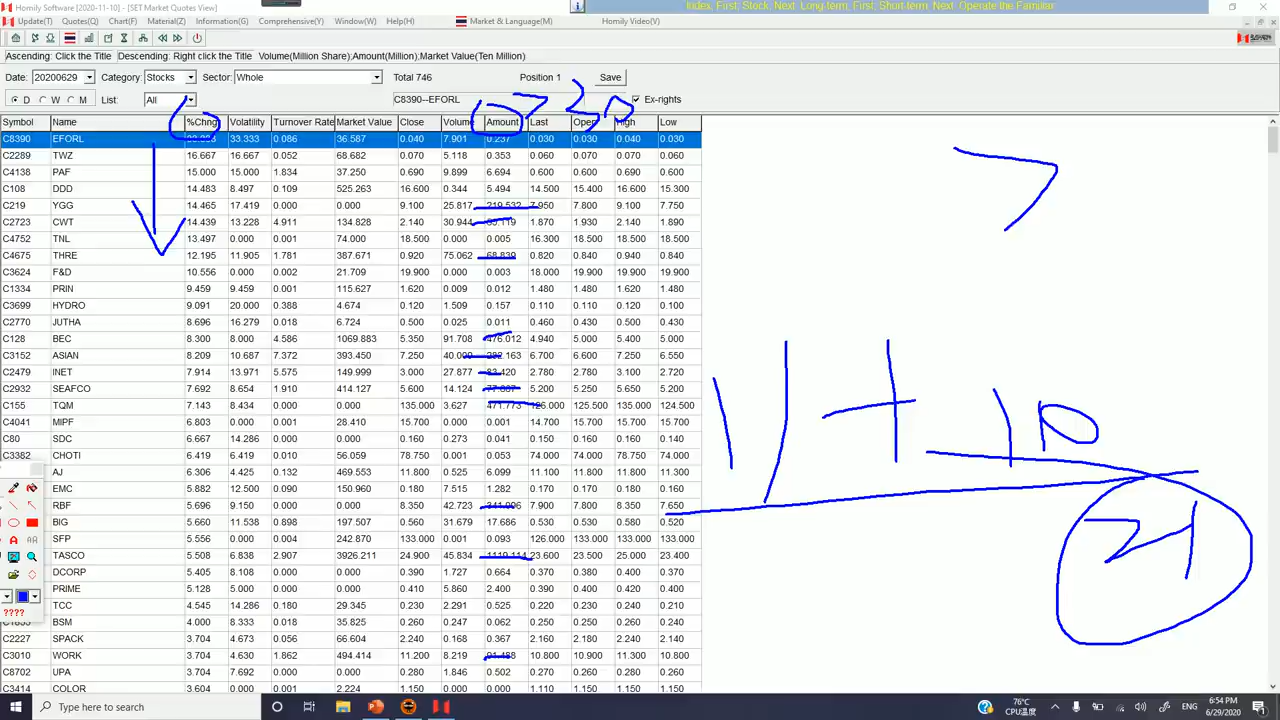 Homily Software [2020-11-10] - [SET Market Quotes View]
Index, First; Stock, Next. Long-term, First; Short-term, Next. Operate the Familiar
Update(T) Quote(Q) Chart(F) Material(Z) Information(G) Comprehensive(Y) Window(W) Help(H) Market & Language(M) Homily Video(V)
Ascending: Click the Title Descending: Right click the Title Volume(Million Share);Amount(Million);Market Value(Ten Million)
Date: 20200629 Category: Stocks Sector: Whole Total 746 Position 1 Save
D W M List: All C8390--EFORL Ex-rights
> 30
Symbol Name %Chng Volatility Turnover Rate Market Value Close Volume Amount Last Open High Low
C8390 EFORL 33.333 0.086 36.587 0.040 7.901 0.237 0.030 0.030 0.040 0.030
C2289 TWZ 16.667 16.667 0.052 68.682 0.070 5.118 0.353 0.060 0.070 0.070 0.060
C4138 PAF 15.000 15.000 1.834 37.250 0.690 9.899 6.694 0.600 0.600 0.690 0.600
C108 DDD 14.483 8.497 0.109 525.263 16.600 0.344 5.494 14.500 15.400 16.600 15.300
C219 YGG 14.465 17.419 0.000 0.000 9.100 25.817 219.532 7.950 7.800 9.100 7.750
C2723 CWT 14.439 13.228 4.911 134.828 2.140 30.944 1.870 1.930 2.140 1.890
C4752 TNL 13.497 0.000 0.001 74.000 18.500 0.000 0.005 16.300 18.500 18.500 18.500
C4675 THRE 12.195 11.905 1.781 387.671 0.920 75.062 68.839 0.820 0.840 0.940 0.840
C3624 F&D 10.556 0.000 0.002 21.709 19.900 0.000 0.003 18.000 19.900 19.900 19.900
C1334 PRIN 9.459 9.459 0.001 115.627 1.620 0.009 0.012 1.480 1.480 1.620 1.480
C3699 HYDRO 9.091 20.000 0.388 4.674 0.120 1.509 0.157 0.110 0.110 0.120 0.100
C2770 JUTHA 8.696 16.279 0.018 6.724 0.500 0.025 0.011 0.460 0.430 0.500 0.430
C128 BEC 8.300 8.000 4.586 1069.883 5.350 91.708 476.012 4.940 5.000 5.400 5.000
C3152 ASIAN 8.209 10.687 7.372 393.450 7.250 6.700 6.600 7.250 6.550
C2479 INET 7.914 13.971 5.575 149.999 3.000 27.877 83.420 2.780 2.780 3.100 2.720
C2932 SEAFCO 7.692 8.654 1.910 414.127 5.600 14.124 5.200 5.250 5.650 5.200
C155 TQM 7.143 8.434 0.000 0.000 135.000 3.627 471.773 126.000 125.500 135.000 124.500
C4041 MIPF 6.803 0.000 0.000 28.410 15.700 0.000 0.001 14.700 15.700 15.700 15.700
C80 SDC 6.667 14.286 0.000 0.000 0.160 0.273 0.041 0.150 0.160 0.160 0.140
C3382 CHOTI 6.419 6.419 0.010 56.059 78.750 0.001 0.053 74.000 74.000 78.750 74.000
AJ 6.306 4.425 0.132 469.553 11.800 0.525 6.099 11.100 11.800 11.800 11.300
EMC 5.882 12.500 0.090 150.960 0.180 7.515 1.282 0.170 0.170 0.180 0.160
RBF 5.696 9.150 0.000 0.000 8.350 42.723 7.900 7.800 8.350 7.650
BIG 5.660 11.538 0.898 197.507 0.560 31.679 17.686 0.530 0.530 0.580 0.520
SFP 5.556 0.000 0.004 242.870 133.000 0.001 0.093 126.000 133.000 133.000 133.000
TASCO 5.508 6.838 2.907 3926.211 24.900 45.834 1119.114 23.600 23.500 25.000 23.400
DCORP 5.405 8.108 0.000 0.000 0.390 1.727 0.664 0.370 0.380 0.400 0.370
PRIME 5.128 5.000 0.000 0.000 0.410 5.860 2.400 0.390 0.400 0.420 0.400
TCC 4.545 14.286 0.180 29.345 0.230 2.291 0.525 0.220 0.230 0.240 0.210
BSM 4.000 8.333 0.018 35.825 0.260 0.247 0.062 0.250 0.250 0.260 0.240
C2227 SPACK 3.704 4.673 0.056 66.604 2.240 0.168 0.367 2.160 2.180 2.240 2.140
C3010 WORK 3.704 4.630 1.862 494.414 11.200 8.219 91.488 10.800 10.900 11.300 10.800
C8702 UPA 3.704 7.692 0.000 0.000 0.280 1.846 0.502 0.270 0.260 0.280 0.260
C3414 COLOR 3.604 0.000 0.001 2.224 1.150 0.000 0.000 1.110 1.150 1.150 1.150
11 + 10
21
????
Type here to search
76℃
CPU温度
6:54 PM
6/29/2020